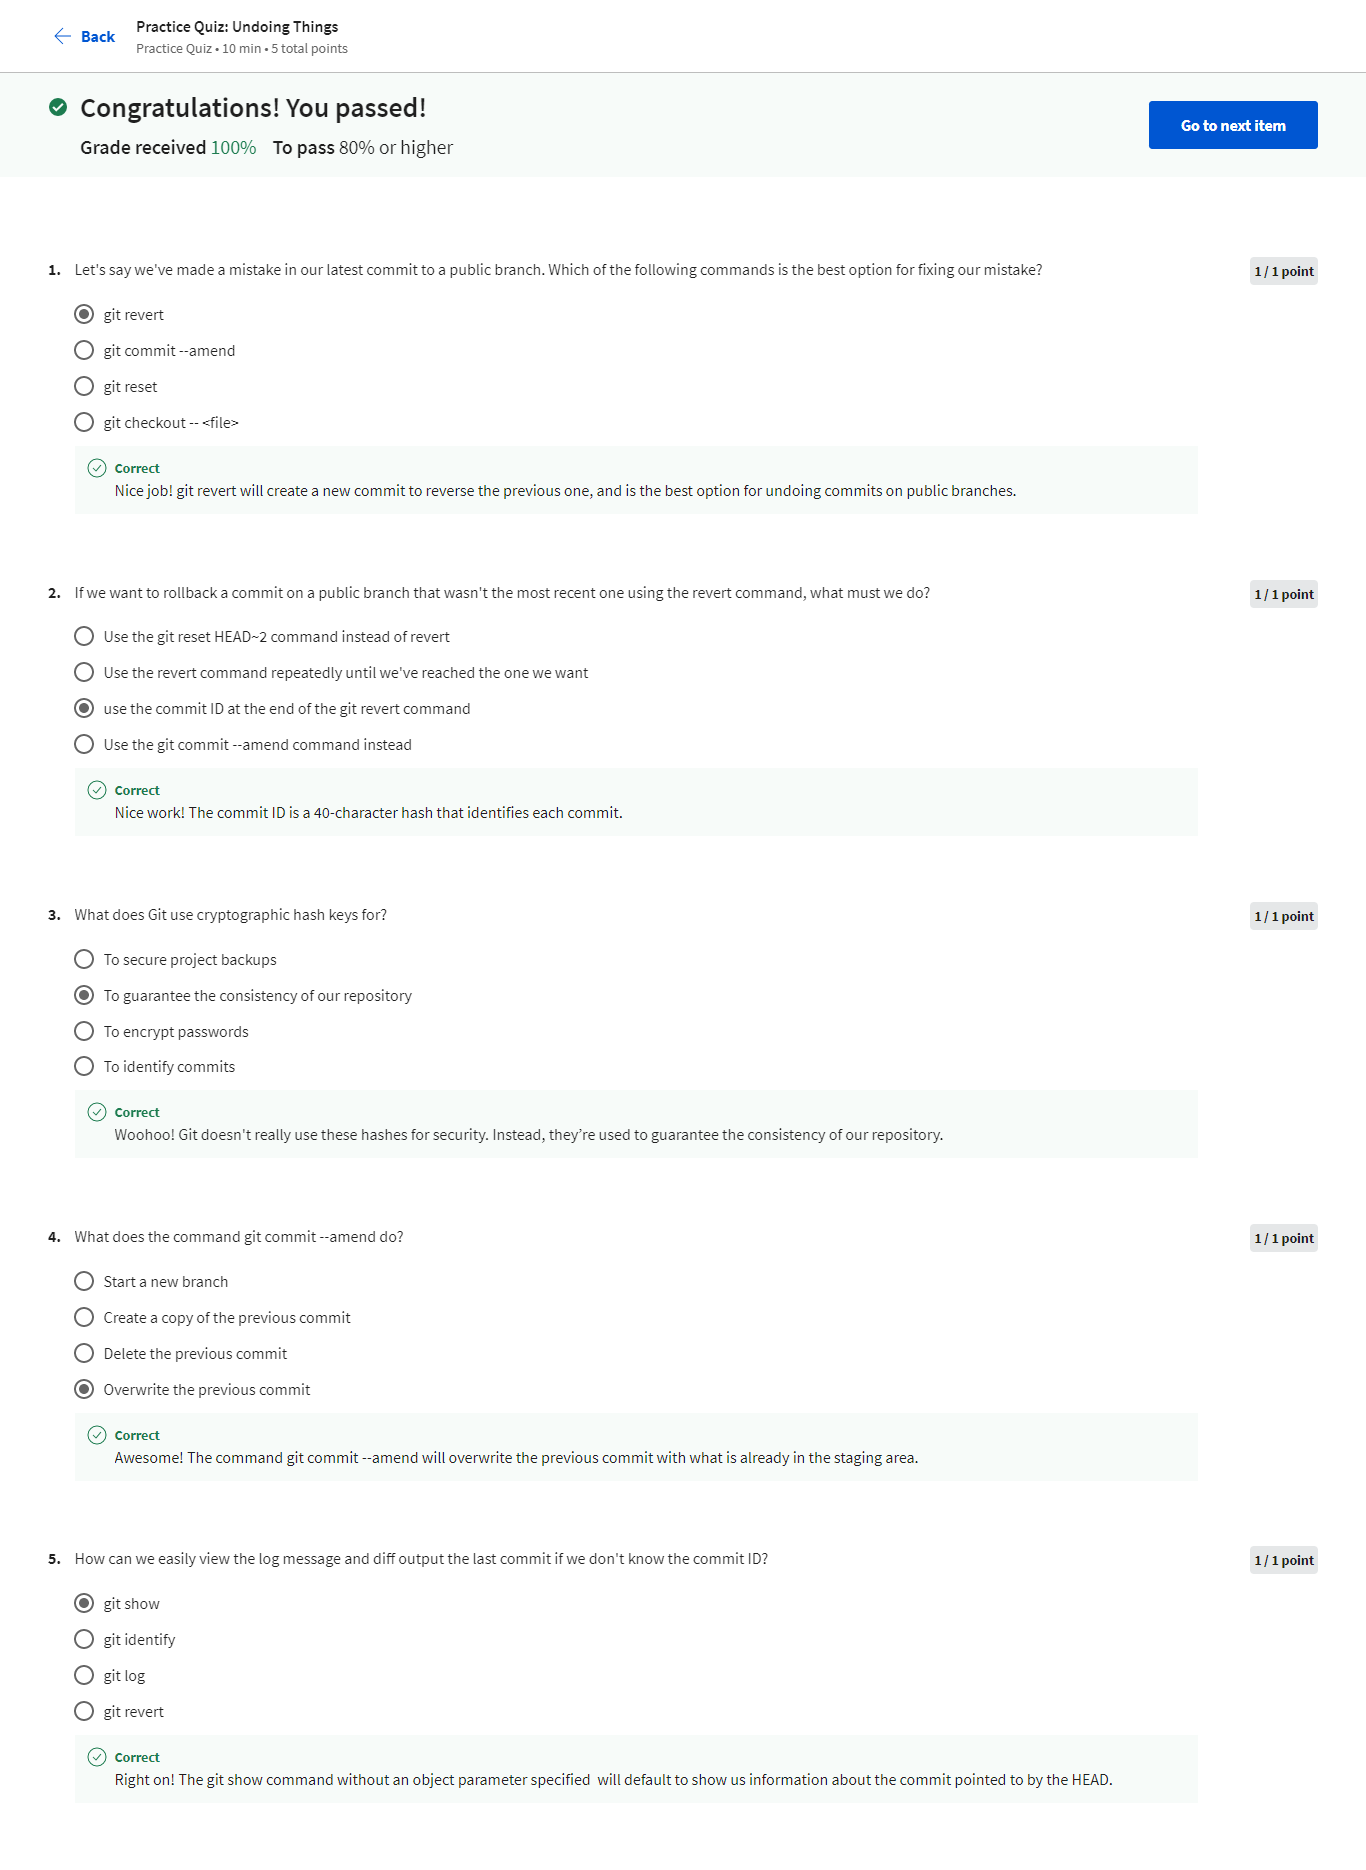 Back
Practice Quiz: Undoing Things
Practice Quiz • 10 min • 5 total points
Congratulations! You passed!
Grade received 100% To pass 80% or higher
Go to next item
1. Let's say we've made a mistake in our latest commit to a public branch. Which of the following commands is the best option for fixing our mistake?
1 / 1 point
git revert
git commit --amend
git reset
git checkout -- <file>
Correct
Nice job! git revert will create a new commit to reverse the previous one, and is the best option for undoing commits on public branches.
2. If we want to rollback a commit on a public branch that wasn't the most recent one using the revert command, what must we do?
1 / 1 point
Use the git reset HEAD~2 command instead of revert
Use the revert command repeatedly until we've reached the one we want
use the commit ID at the end of the git revert command
Use the git commit --amend command instead
Correct
Nice work! The commit ID is a 40-character hash that identifies each commit.
3. What does Git use cryptographic hash keys for?
1 / 1 point
To secure project backups
To guarantee the consistency of our repository
To encrypt passwords
To identify commits
Correct
Woohoo! Git doesn't really use these hashes for security. Instead, they’re used to guarantee the consistency of our repository.
4. What does the command git commit --amend do?
1 / 1 point
Start a new branch
Create a copy of the previous commit
Delete the previous commit
Overwrite the previous commit
Correct
Awesome! The command git commit --amend will overwrite the previous commit with what is already in the staging area.
5. How can we easily view the log message and diff output the last commit if we don't know the commit ID?
1 / 1 point
git show
git identify
git log
git revert
Correct
Right on! The git show command without an object parameter specified  will default to show us information about the commit pointed to by the HEAD.